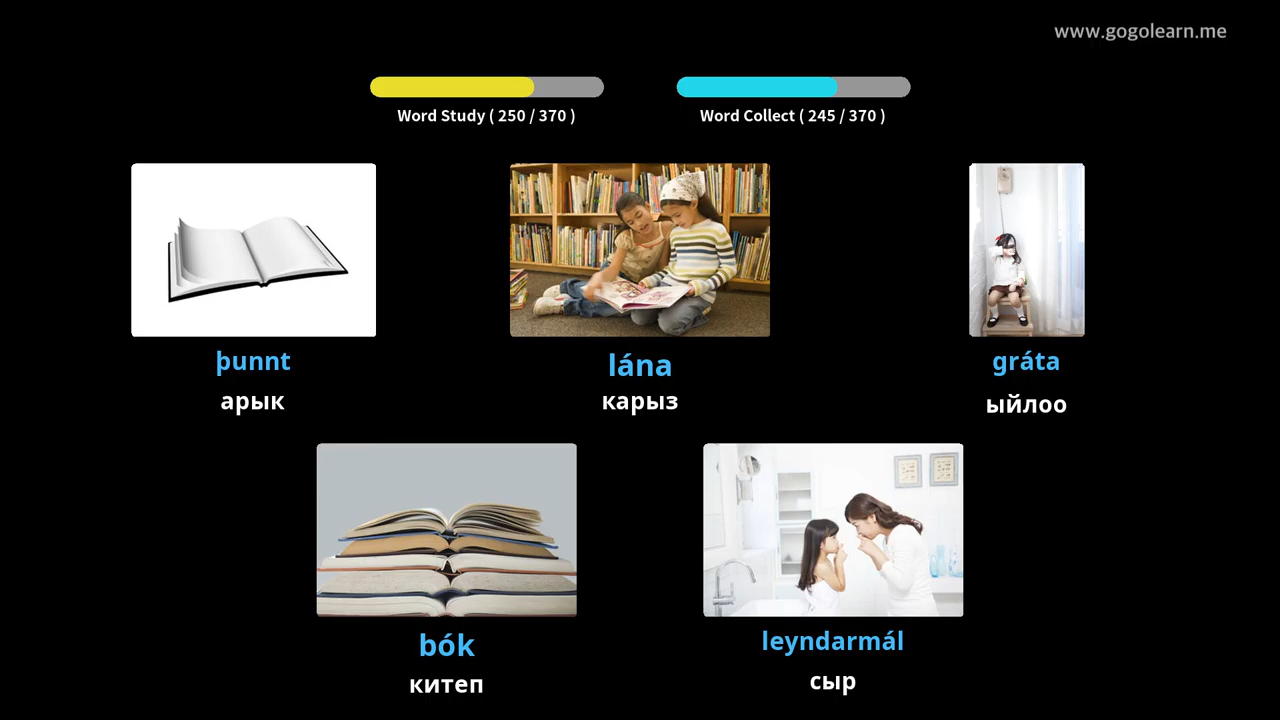 www.gogolearn.me
Word Study ( 250 / 370 )
Word Collect ( 245 / 370 )
þunnt
арык
lána
карыз
gráta
ыйлоо
bók
китеп
leyndarmál
сыр